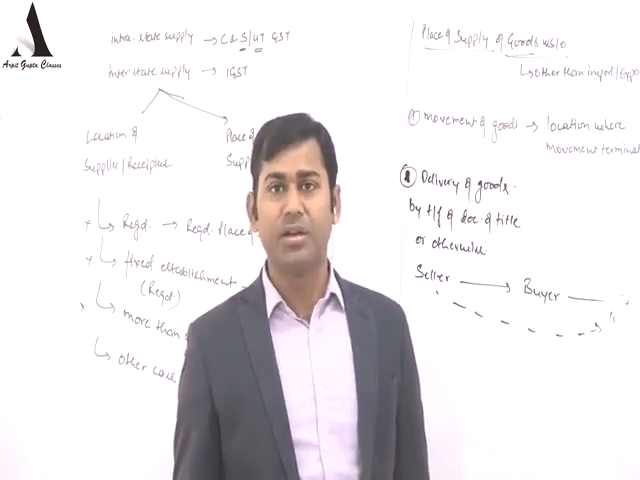 Arpit Gupta Classes
intra-state supply → C & S/UT GST
inter state supply → IGST
Location of
Supplier/Recipient
Place of
Supp
Regd. → Regd. Place of
fixed establishment
(Regd)
more than
other case
Place of Supply of Goods u/s 10
↳ Other than import/Expo
① movement of goods → location where
movement terminat
② Delivery of goods.
by t/f of doc. of title
or otherwise
Seller → Buyer